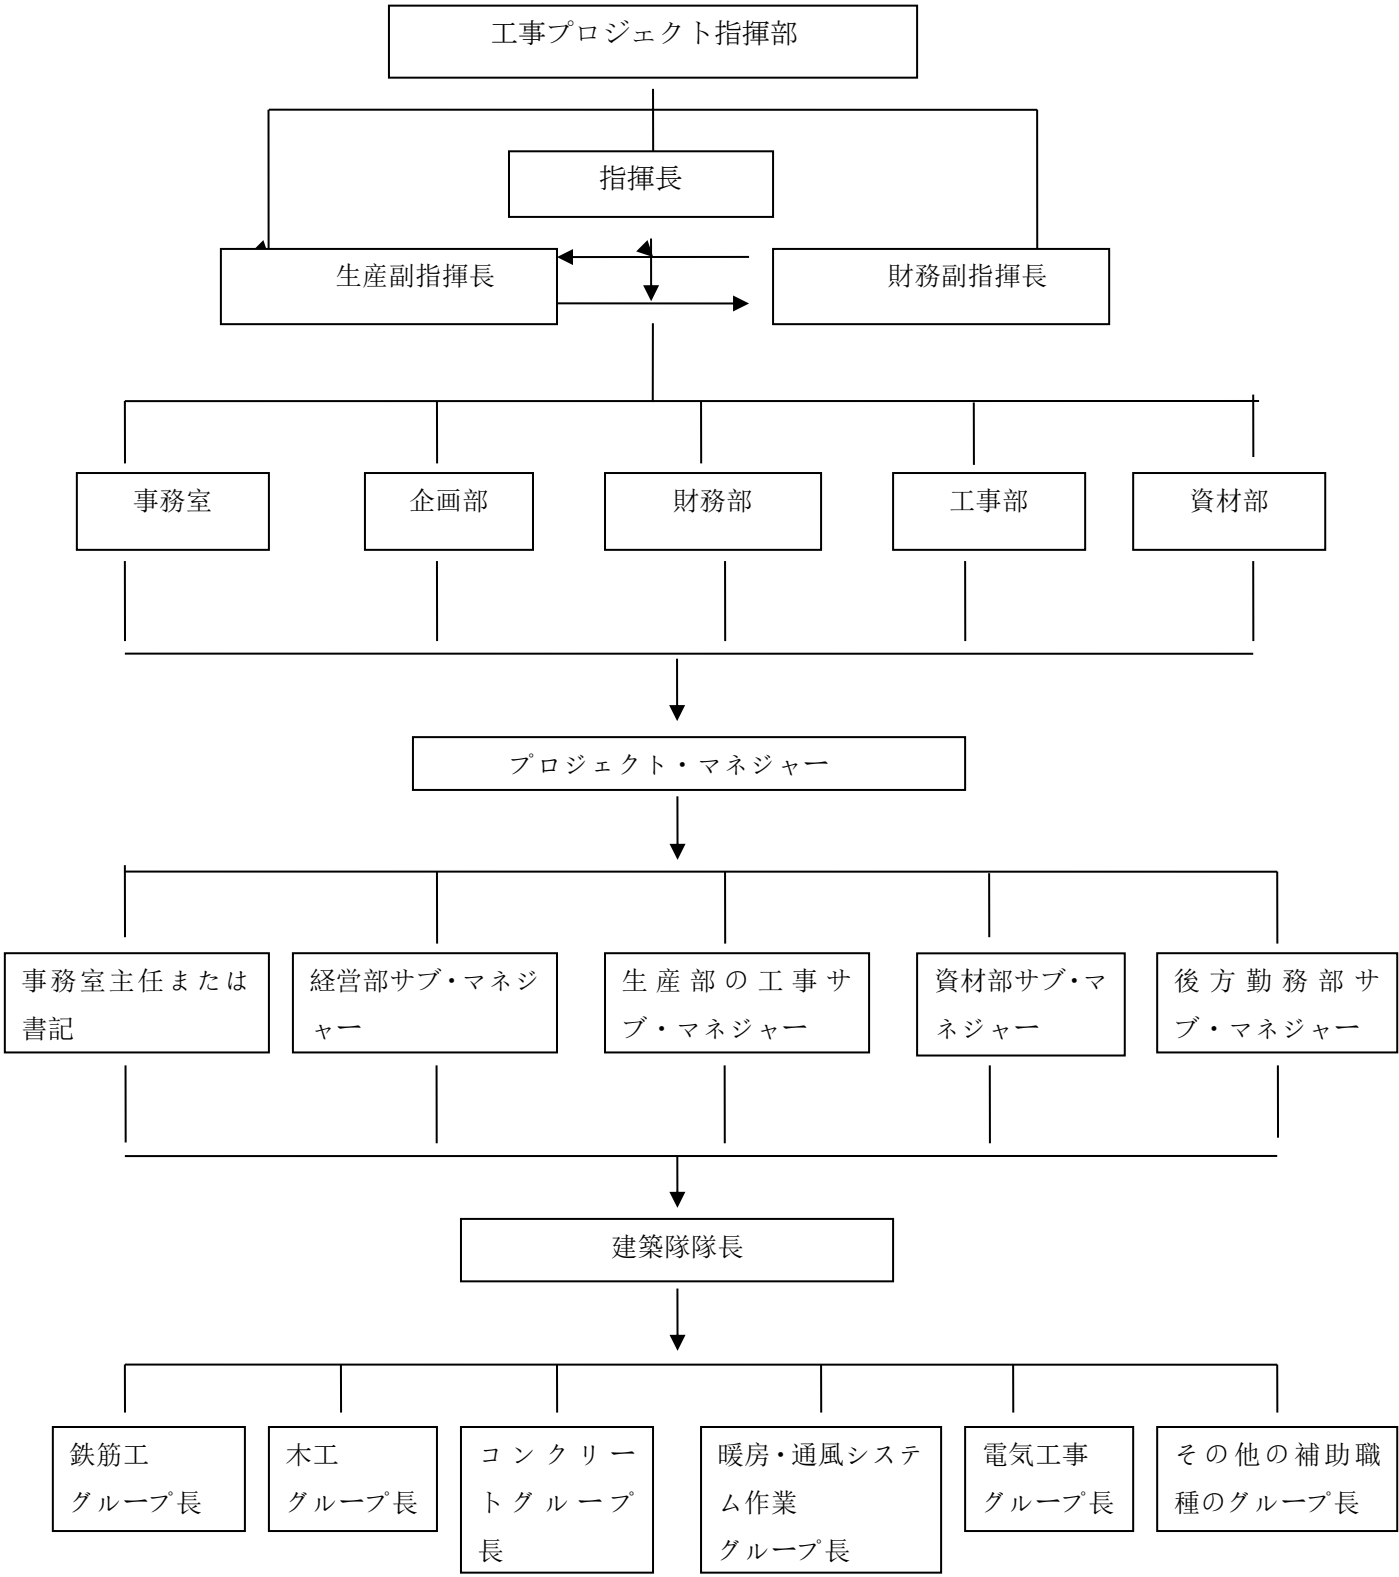 工事プロジェクト指揮部
指揮長
生産副指揮長
財務副指揮長
事務室
企画部
財務部
工事部
資材部
プロジェクト・マネジャー
事務室主任または
書記
経営部サブ・マネジ
ャー
生産部の工事サ
ブ・マネジャー
資材部サブ・マ
ネジャー
後方勤務部サ
ブ・マネジャー
建築隊隊長
鉄筋工
グループ長
木工
グループ長
コンクリー
トグループ
長
暖房・通風システ
ム作業
グループ長
電気工事
グループ長
その他の補助職
種のグループ長